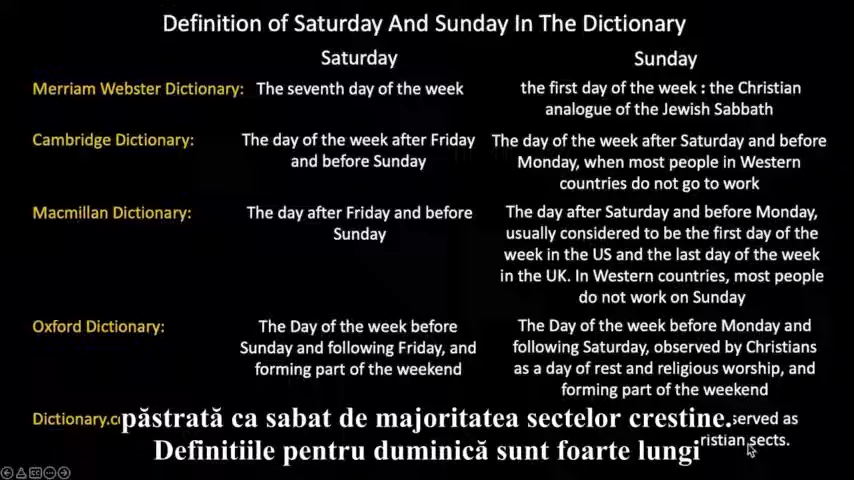 Definition of Saturday And Sunday In The Dictionary
Saturday
Sunday
Merriam Webster Dictionary:
The seventh day of the week
the first day of the week : the Christian
analogue of the Jewish Sabbath
Cambridge Dictionary:
The day of the week after Friday
and before Sunday
The day of the week after Saturday and before
Monday, when most people in Western
countries do not go to work
Macmillan Dictionary:
The day after Friday and before
Sunday
The day after Saturday and before Monday,
usually considered to be the first day of the
week in the US and the last day of the week
in the UK. In Western countries, most people
do not work on Sunday
Oxford Dictionary:
The Day of the week before
Sunday and following Friday, and
forming part of the weekend
The Day of the week before Monday and
following Saturday, observed by Christians
as a day of rest and religious worship, and
forming part of the weekend
as
sects.
păstrată ca sabat de majoritatea sectelor crestine.
Definitiile pentru duminică sunt foarte lungi